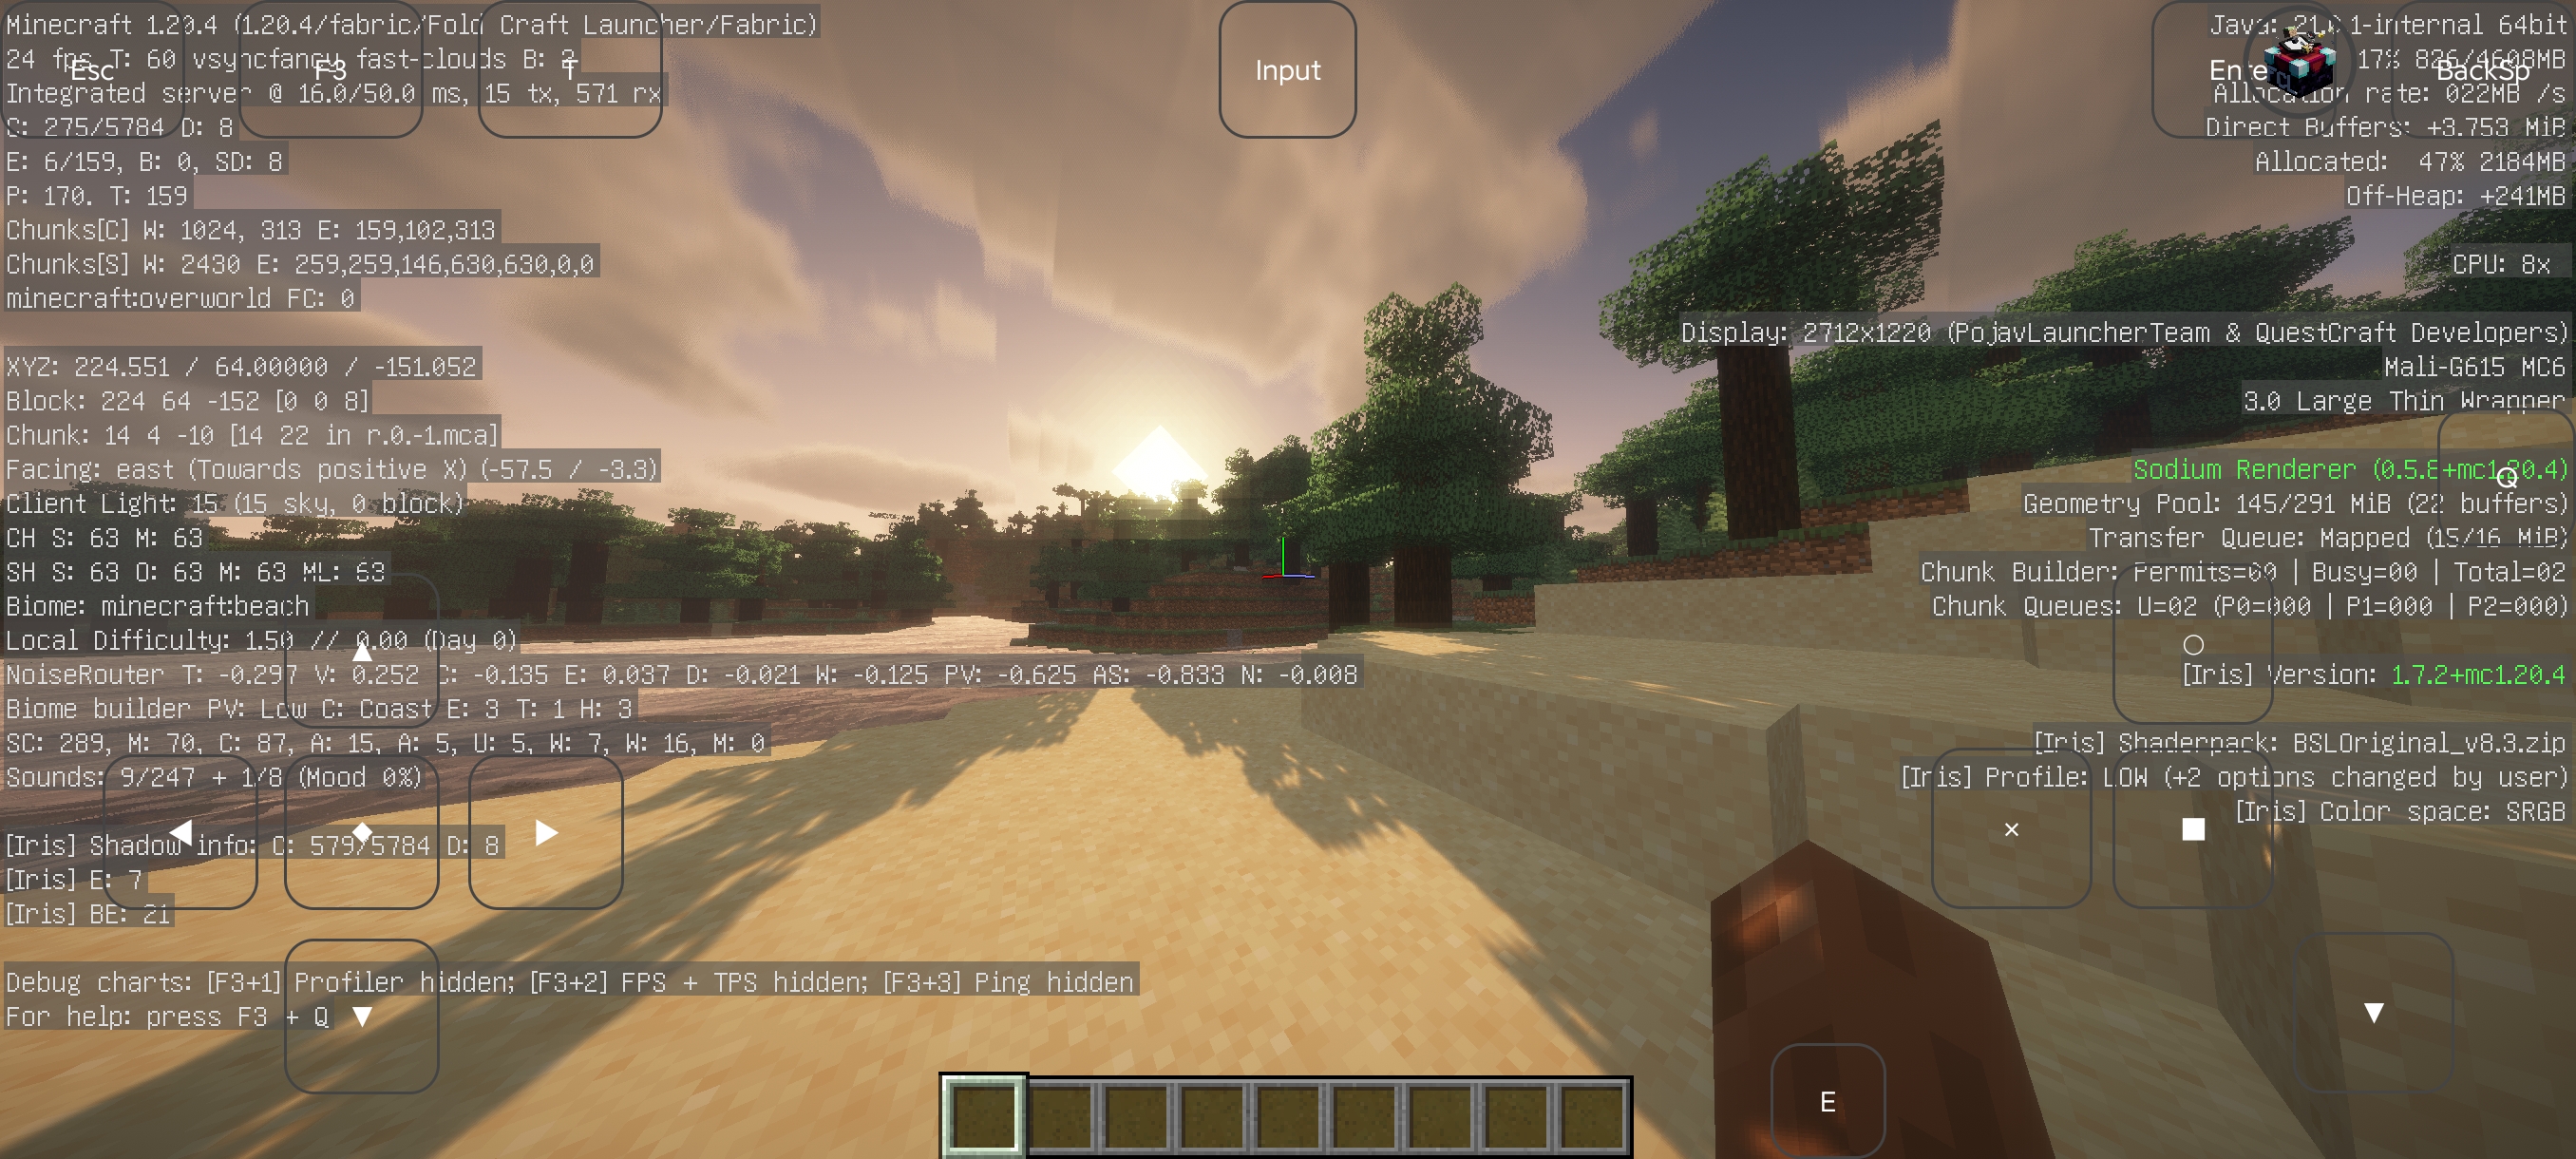 Minecraft 1.20.4 (1.20.4/fabric/Fold Craft Launcher/Fabric)
24 fps T: 60 vsyncfancy fast-clouds B: 2
Integrated server @ 16.0/50.0 ms, 15 tx, 571 rx
C: 275/5784 D: 8
E: 6/159, B: 0, SD: 8
P: 170. T: 159
Chunks[C] W: 1024, 313 E: 159,102,313
Chunks[S] W: 2430 E: 259,259,146,630,630,0,0
minecraft:overworld FC: 0
XYZ: 224.551 / 64.00000 / -151.052
Block: 224 64 -152 [0 0 8]
Chunk: 14 4 -10 [14 22 in r.0.-1.mca]
Facing: east (Towards positive X) (-57.5 / -3.3)
Client Light: 15 (15 sky, 0 block)
CH S: 63 M: 63
SH S: 63 O: 63 M: 63 ML: 63
Biome: minecraft:beach
Local Difficulty: 1.50 // 0.00 (Day 0)
NoiseRouter T: -0.297 V: 0.252 C: -0.135 E: 0.037 D: -0.021 W: -0.125 PV: -0.625 AS: -0.833 N: -0.008
Biome builder PV: Low C: Coast E: 3 T: 1 H: 3
SC: 289, M: 70, C: 87, A: 15, A: 5, U: 5, W: 7, W: 16, M: 0
Sounds: 9/247 + 1/8 (Mood 0%)
[Iris] Shadow info: C: 579/5784 D: 8
[Iris] E: 7
[Iris] BE: 21
Debug charts: [F3+1] Profiler hidden; [F3+2] FPS + TPS hidden; [F3+3] Ping hidden
For help: press F3 + Q
Esc
F3
T
Input
BackSp
Java: 1-internal 64bit
17% 826/4608MB
Allocation rate: 022MB /s
Direct Buffers: +3.753 MiB
Allocated: 47% 2184MB
Off-Heap: +241MB
CPU: 8x
Display: 2712x1220 (PojavLauncherTeam & QuestCraft Developers)
Mali-G615 MC6
3.0 Large Thin Wrapper
Q
Sodium Renderer
Geometry Pool: 145/291 MiB (22 buffers)
Transfer Queue: Mapped (15/16 MiB)
Chunk Builder: Permits=00 | Busy=00 | Total=02
Chunk Queues: U=02 (P0=000 | P1=000 | P2=000)
[Iris] Version: 1.7.2+mc1.20.4
[Iris] Shaderpack: BSLOriginal_v8.3.zip
[Iris] Profile: LOW (+2 options changed by user)
[Iris] Color space: SRGB
E